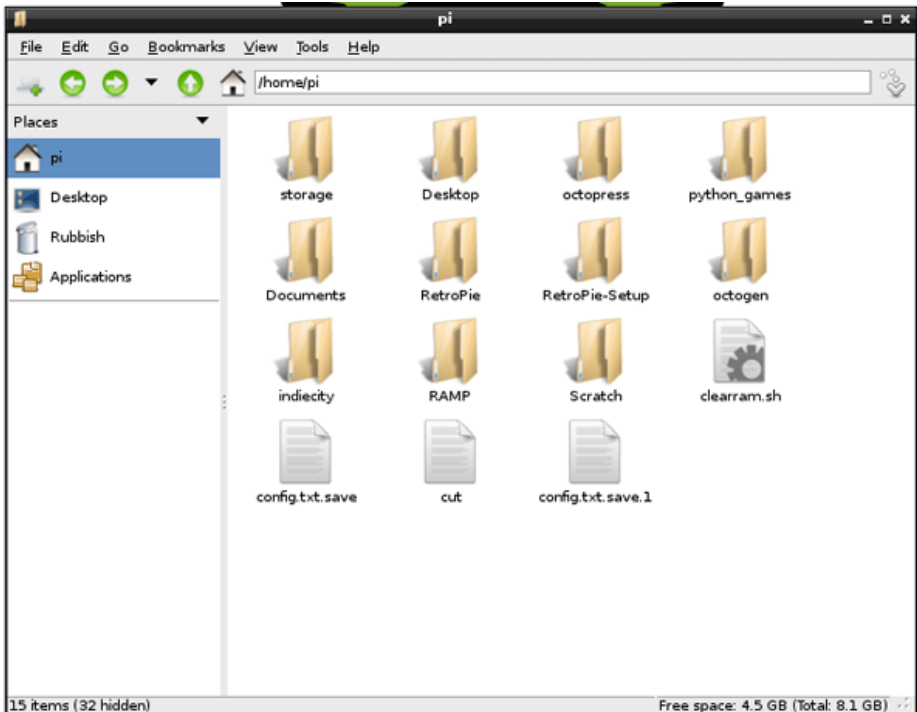 pi
File Edit Go Bookmarks View Tools Help
/home/pi
Places
pi
Desktop
Rubbish
Applications
storage Desktop octopress python_games
Documents RetroPie RetroPie-Setup octogen
indiecity RAMP Scratch clearram.sh
config.txt.save cut config.txt.save.1
15 items (32 hidden) Free space: 4.5 GB (Total: 8.1 GB)